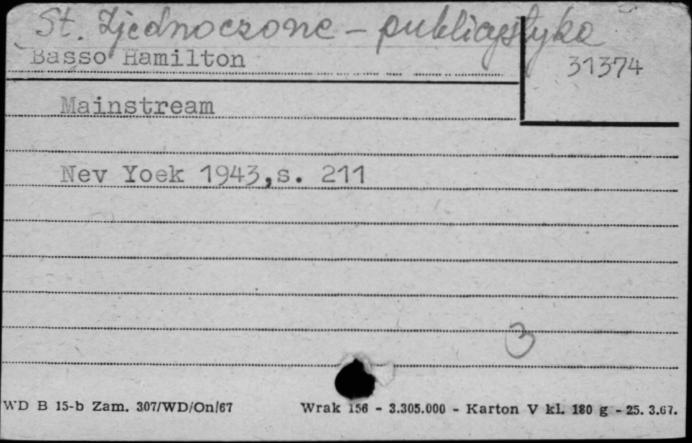 St. Zjednoczone - publicystyka
Basso Hamilton
31374
Mainstream
Nev Yoek 1943,s. 211
3
WD B 15-b Zam. 307/WD/On/67 Wrak 156 - 3.305.000 - Karton V kl. 180 g - 25. 3.67.